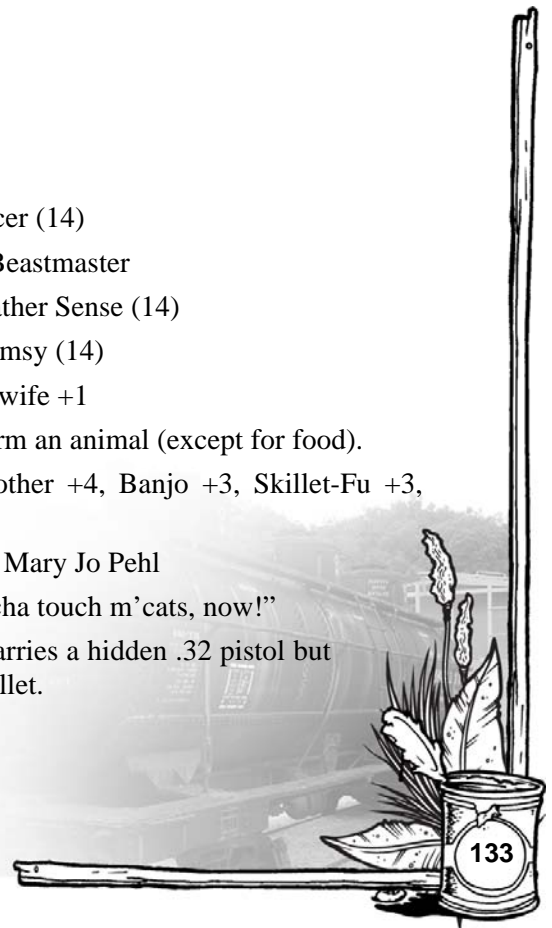 cer (14)
Beastmaster
ather Sense (14)
msy (14)
wife +1
rm an animal (except for food).
other +4, Banjo +3, Skillet-Fu +3,
Mary Jo Pehl
cha touch m’cats, now!”
arries a hidden .32 pistol but
llet.
133